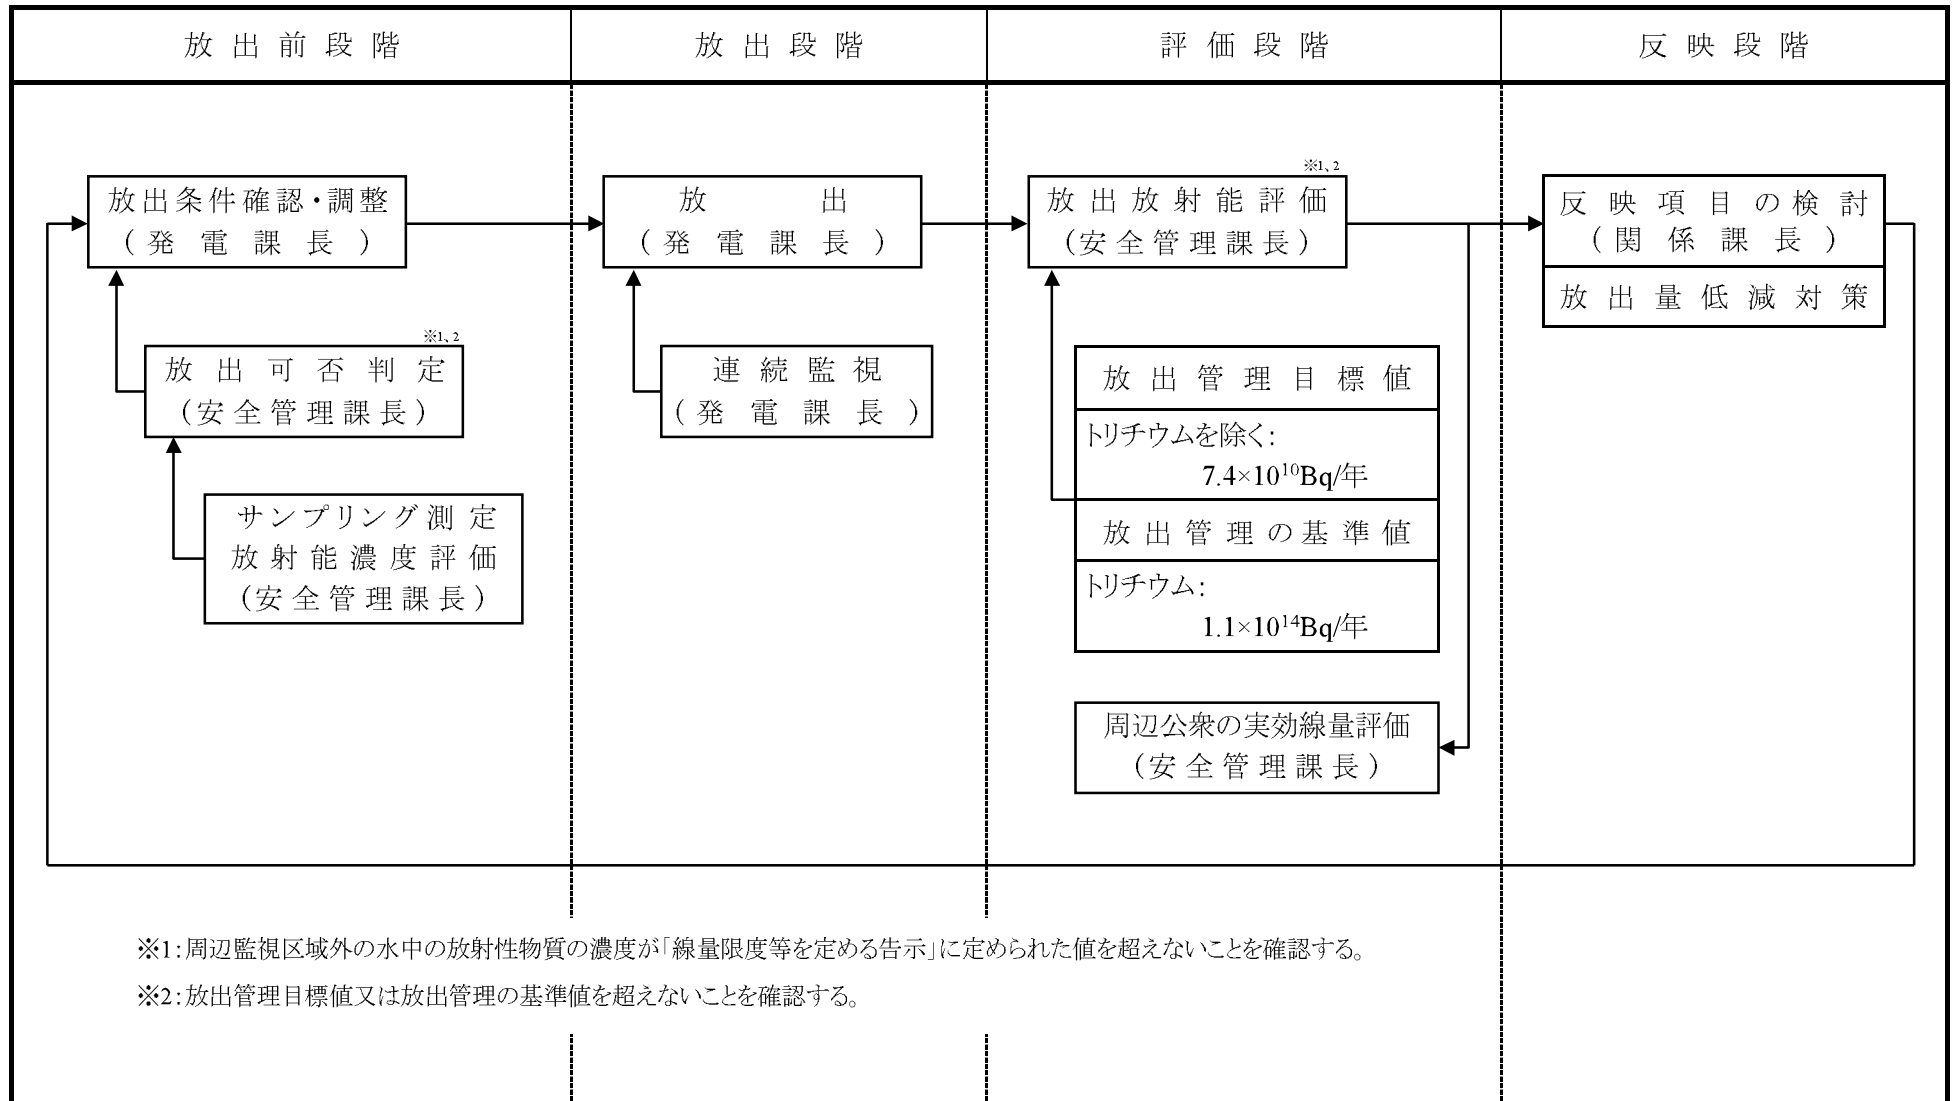 放出前段階
放出段階
評価段階
反映段階
放出条件確認・調整
(発電課長)
※1、2
放出可否判定
(安全管理課長)
サンプリング測定
放射能濃度評価
(安全管理課長)
放出
(発電課長)
連続監視
(発電課長)
※1、2
放出放射能評価
(安全管理課長)
放出管理目標値
トリチウムを除く:
7.4×10¹⁰Bq/年
放出管理の基準値
トリチウム:
1.1×10¹⁴Bq/年
周辺公衆の実効線量評価
(安全管理課長)
反映項目の検討
(関係課長)
放出量低減対策
※1:周辺監視区域外の水中の放射性物質の濃度が「線量限度等を定める告示」に定められた値を超えないことを確認する。
※2:放出管理目標値又は放出管理の基準値を超えないことを確認する。